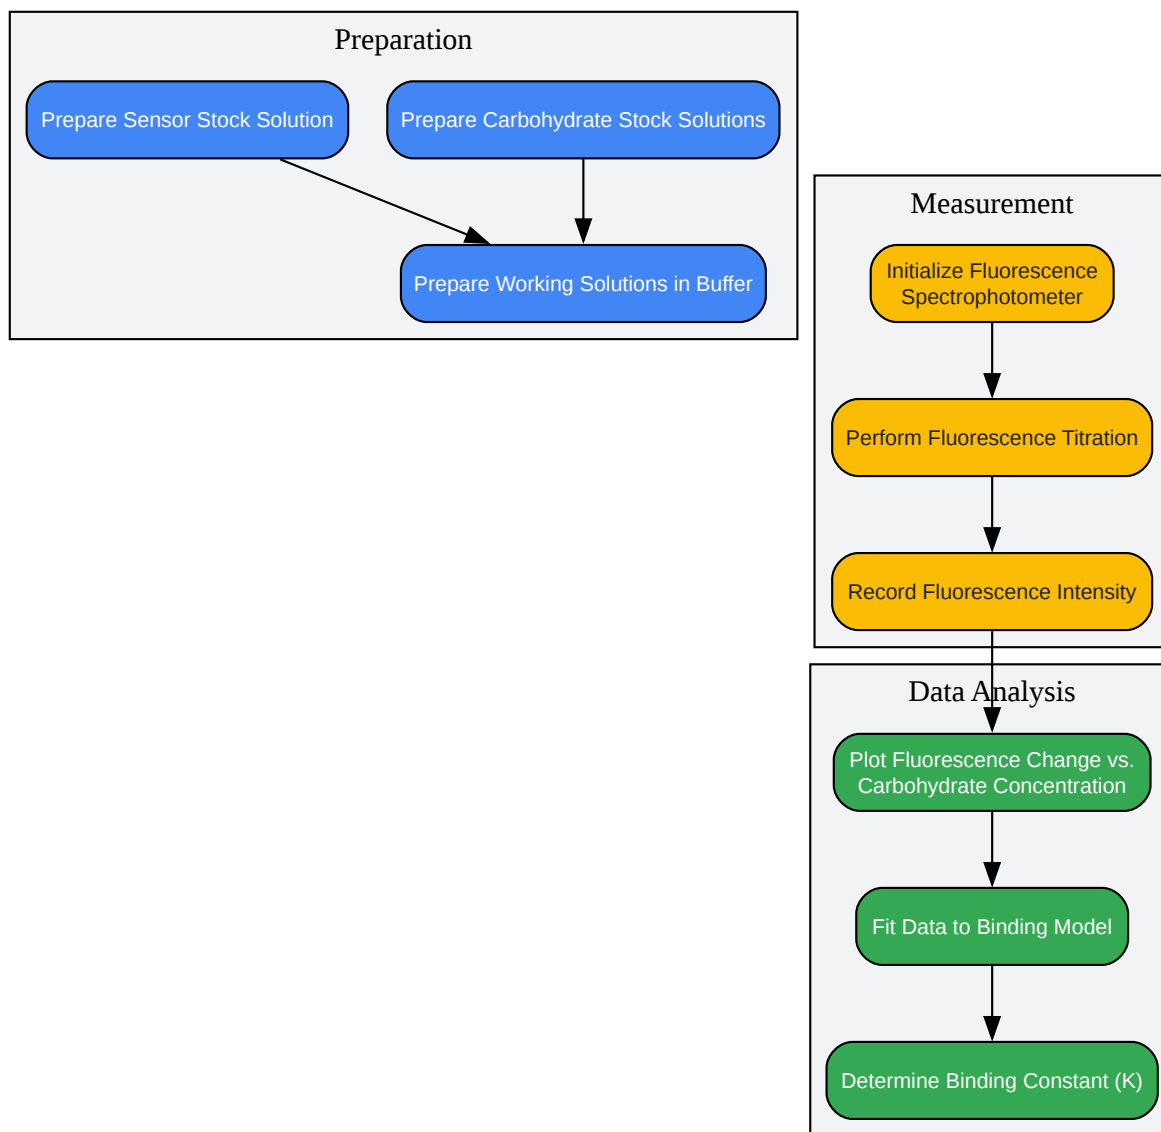 Preparation
Prepare Sensor Stock Solution
Prepare Carbohydrate Stock Solutions
Prepare Working Solutions in Buffer
Measurement
Initialize Fluorescence
Spectrophotometer
Perform Fluorescence Titration
Record Fluorescence Intensity
Data Analysis
Plot Fluorescence Change vs.
Carbohydrate Concentration
Fit Data to Binding Model
Determine Binding Constant (K)